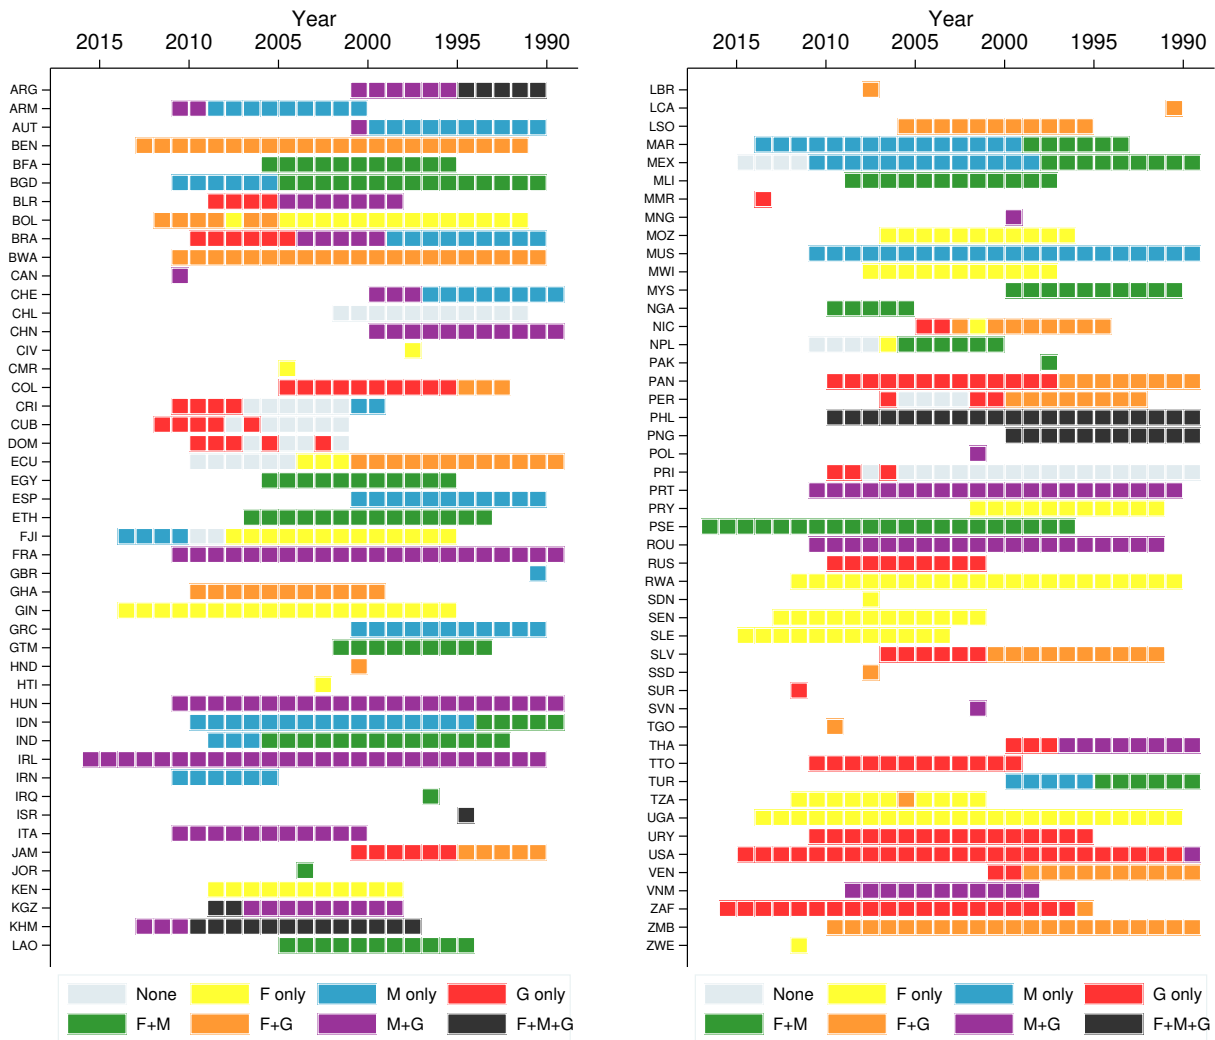 Year
2015 2010 2005 2000 1995 1990
ARG
ARM
AUT
BEN
BFA
BGD
BLR
BOL
BRA
BWA
CAN
CHE
CHL
CHN
CIV
CMR
COL
CRI
CUB
DOM
ECU
EGY
ESP
ETH
FJI
FRA
GBR
GHA
GIN
GRC
GTM
HND
HTI
HUN
IDN
IND
IRL
IRN
IRQ
ISR
ITA
JAM
JOR
KEN
KGZ
KHM
LAO
None F only M only G only
F+M F+G M+G F+M+G
Year
2015 2010 2005 2000 1995 1990
LBR
LCA
LSO
MAR
MEX
MLI
MMR
MNG
MOZ
MUS
MWI
MYS
NGA
NIC
NPL
PAK
PAN
PER
PHL
PNG
POL
PRI
PRT
PRY
PSE
ROU
RUS
RWA
SDN
SEN
SLE
SLV
SSD
SUR
SVN
TGO
THA
TTO
TUR
TZA
UGA
URY
USA
VEN
VNM
ZAF
ZMB
ZWE
None F only M only G only
F+M F+G M+G F+M+G